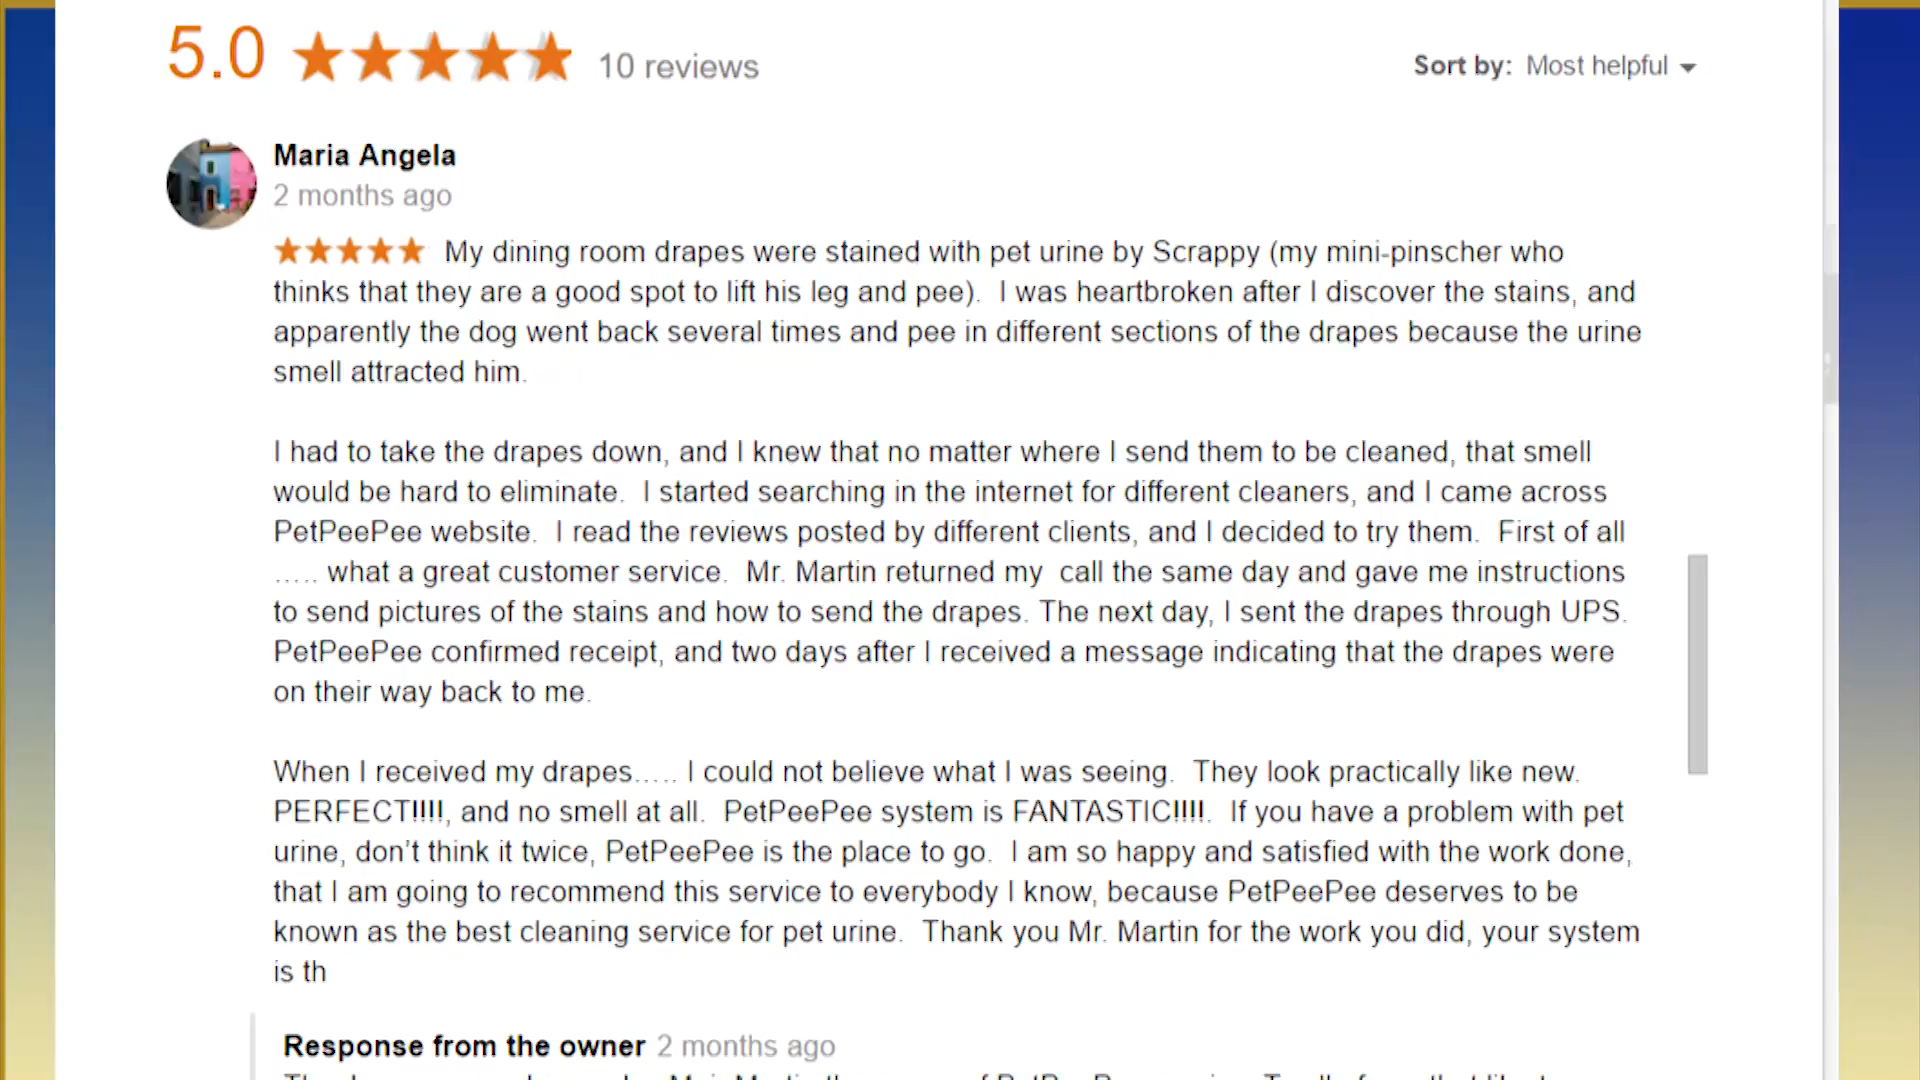 5.0 10 reviews
Sort by: Most helpful
Maria Angela
2 months ago
My dining room drapes were stained with pet urine by Scrappy (my mini-pinscher who
thinks that they are a good spot to lift his leg and pee).  I was heartbroken after I discover the stains, and
apparently the dog went back several times and pee in different sections of the drapes because the urine
smell attracted him.
I had to take the drapes down, and I knew that no matter where I send them to be cleaned, that smell
would be hard to eliminate.  I started searching in the internet for different cleaners, and I came across
PetPeePee website.  I read the reviews posted by different clients, and I decided to try them.  First of all
..... what a great customer service.  Mr. Martin returned my  call the same day and gave me instructions
to send pictures of the stains and how to send the drapes. The next day, I sent the drapes through UPS.
PetPeePee confirmed receipt, and two days after I received a message indicating that the drapes were
on their way back to me.
When I received my drapes..... I could not believe what I was seeing.  They look practically like new.
PERFECT!!!!, and no smell at all.  PetPeePee system is FANTASTIC!!!!.  If you have a problem with pet
urine, don't think it twice, PetPeePee is the place to go.  I am so happy and satisfied with the work done,
that I am going to recommend this service to everybody I know, because PetPeePee deserves to be
known as the best cleaning service for pet urine.  Thank you Mr. Martin for the work you did, your system
is th
Response from the owner 2 months ago